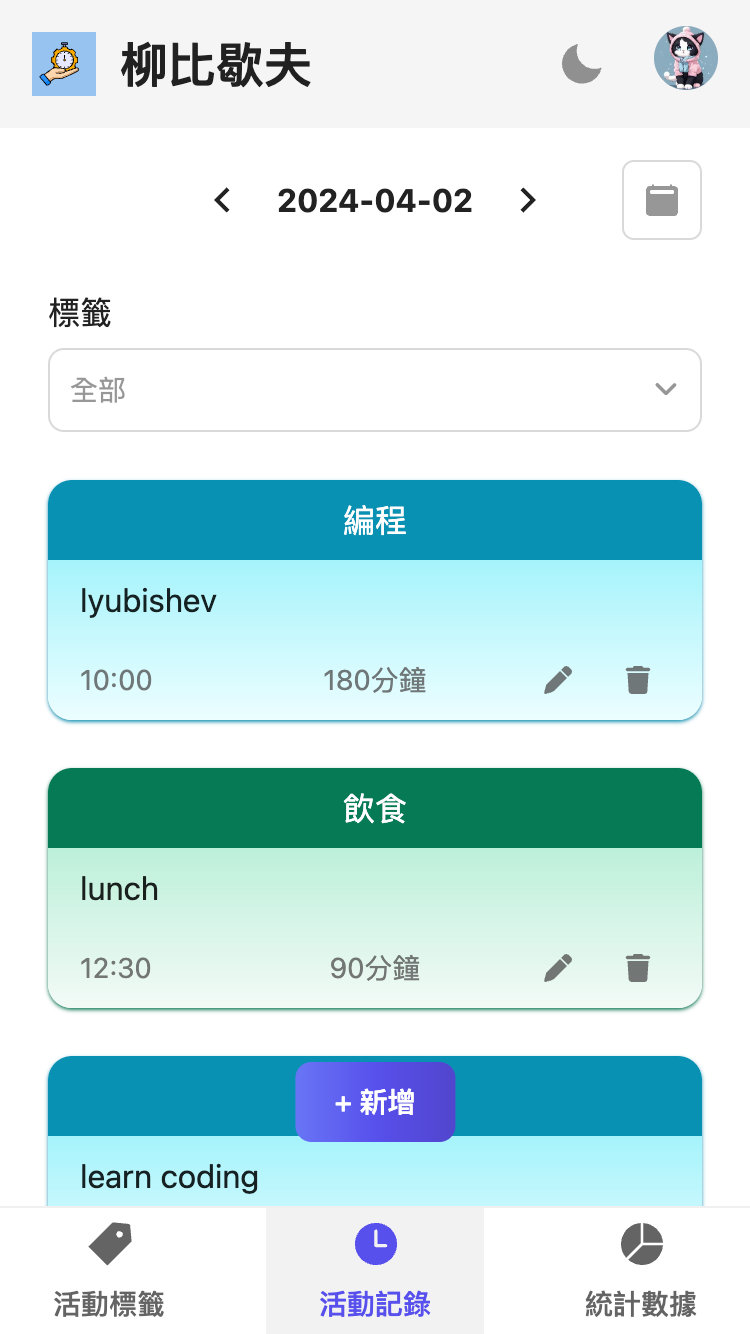 柳比歇夫
2024-04-02
標籤
全部
編程
lyubishev
10:00 180分鐘
飲食
lunch
12:30 90分鐘
+ 新增
learn coding
活動標籤 活動記錄 統計數據